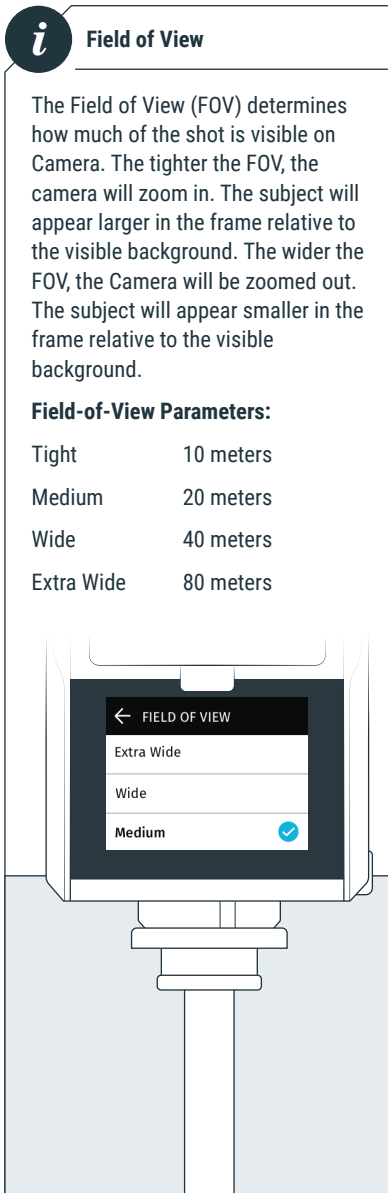 i
Field of View
The Field of View (FOV) determines
how much of the shot is visible on
Camera. The tighter the FOV, the
camera will zoom in. The subject will
appear larger in the frame relative to
the visible background. The wider the
FOV, the Camera will be zoomed out.
The subject will appear smaller in the
frame relative to the visible
background.
Field-of-View Parameters:
Tight 10 meters
Medium 20 meters
Wide 40 meters
Extra Wide 80 meters
← FIELD OF VIEW
Extra Wide
Wide
Medium